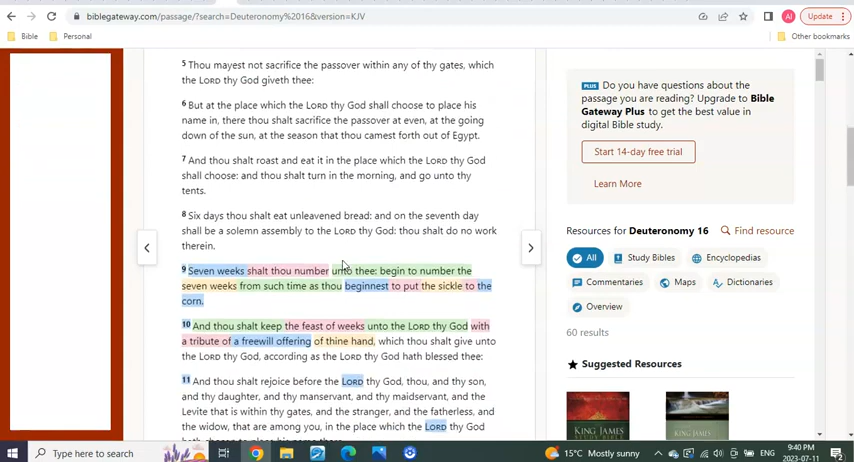 biblegateway.com/passage/?search=Deuteronomy%2016&version=KJV
AI
Update
Bible
Personal
Other bookmarks
5 Thou mayest not sacrifice the passover within any of thy gates, which
the LORD thy God giveth thee:
6 But at the place which the LORD thy God shall choose to place his
name in, there thou shalt sacrifice the passover at even, at the going
down of the sun, at the season that thou camest forth out of Egypt.
7 And thou shalt roast and eat it in the place which the LORD thy God
shall choose: and thou shalt turn in the morning, and go unto thy
tents.
8 Six days thou shalt eat unleavened bread: and on the seventh day
shall be a solemn assembly to the LORD thy God: thou shalt do no work
therein.
9 Seven weeks shalt thou number unto thee: begin to number the
seven weeks from such time as thou beginnest to put the sickle to the
corn.
10 And thou shalt keep the feast of weeks unto the LORD thy God with
a tribute of a freewill offering of thine hand, which thou shalt give unto
the LORD thy God, according as the LORD thy God hath blessed thee:
11 And thou shalt rejoice before the LORD thy God, thou, and thy son,
and thy daughter, and thy manservant, and thy maidservant, and the
Levite that is within thy gates, and the stranger, and the fatherless, and
the widow, that are among you, in the place which the LORD thy God
hath chosen to place his name there
PLUS Do you have questions about the
passage you are reading? Upgrade to Bible
Gateway Plus to get the best value in
digital Bible study.
Start 14-day free trial
Learn More
Resources for Deuteronomy 16
Find resource
All
Study Bibles
Encyclopedias
Commentaries
Maps
Dictionaries
Overview
60 results
Suggested Resources
KING JAMES
KING JAMES
Type here to search
15°C Mostly sunny
ENG
9:40 PM
2023-07-11
2